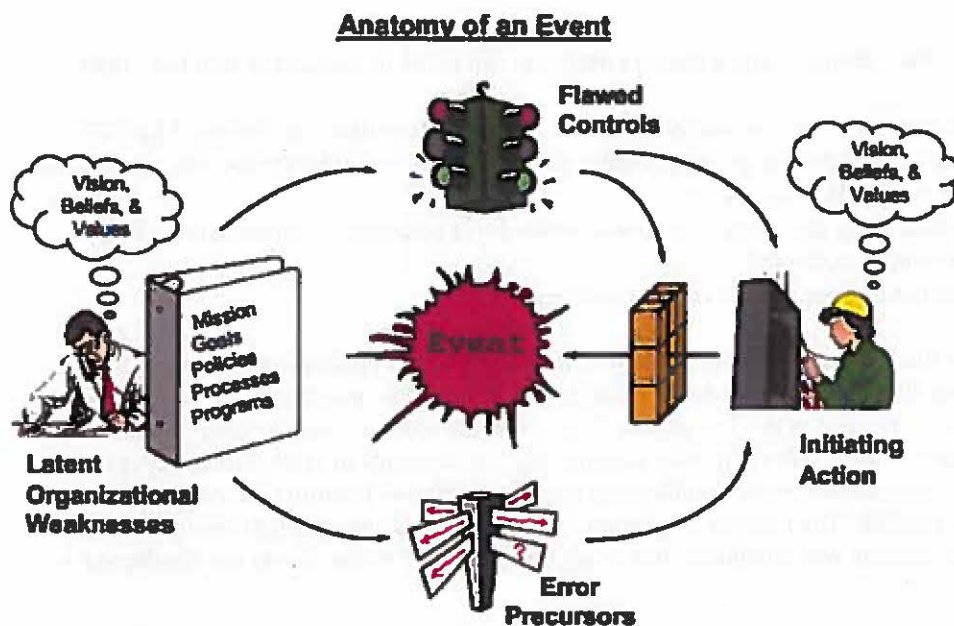 Anatomy of an Event
Flawed
Controls
Vision,
Beliefs, &
Values
Vision,
Beliefs, &
Values
Mission
Goals
Policies
Processes
Programs
Event
Latent
Organizational
Weaknesses
Initiating
Action
?
Error
Precursors